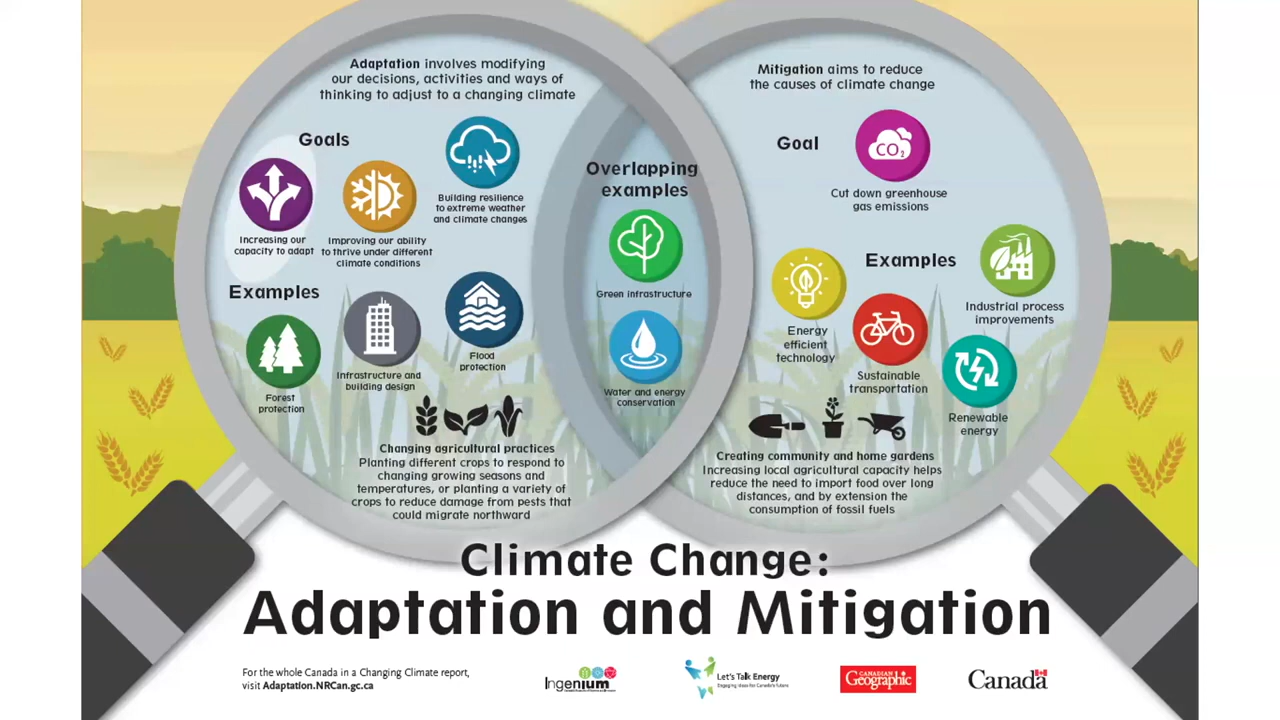 Adaptation involves modifying
our decisions, activities and ways of
thinking to adjust to a changing climate
Goals
Increasing our
capacity to adapt
Improving our ability
to thrive under different
climate conditions
Building resilience
to extreme weather
and climate changes
Examples
Forest
protection
Infrastructure and
building design
Flood
protection
Changing agricultural practices
Planting different crops to respond to
changing growing seasons and
temperatures, or planting a variety of
crops to reduce damage from pests that
could migrate northward
Overlapping
examples
Green infrastructure
Water and energy
conservation
Mitigation aims to reduce
the causes of climate change
Goal
CO2
Cut down greenhouse
gas emissions
Examples
Energy
efficient
technology
Sustainable
transportation
Industrial process
improvements
Renewable
energy
Creating community and home gardens
Increasing local agricultural capacity helps
reduce the need to import food over long
distances, and by extension the
consumption of fossil fuels
Climate Change:
Adaptation and Mitigation
For the whole Canada in a Changing Climate report,
visit Adaptation.NRCan.gc.ca
Ingenium
Let's Talk Energy
Engaging ideas for Canada's future
CANADIAN
Geographic
Canada